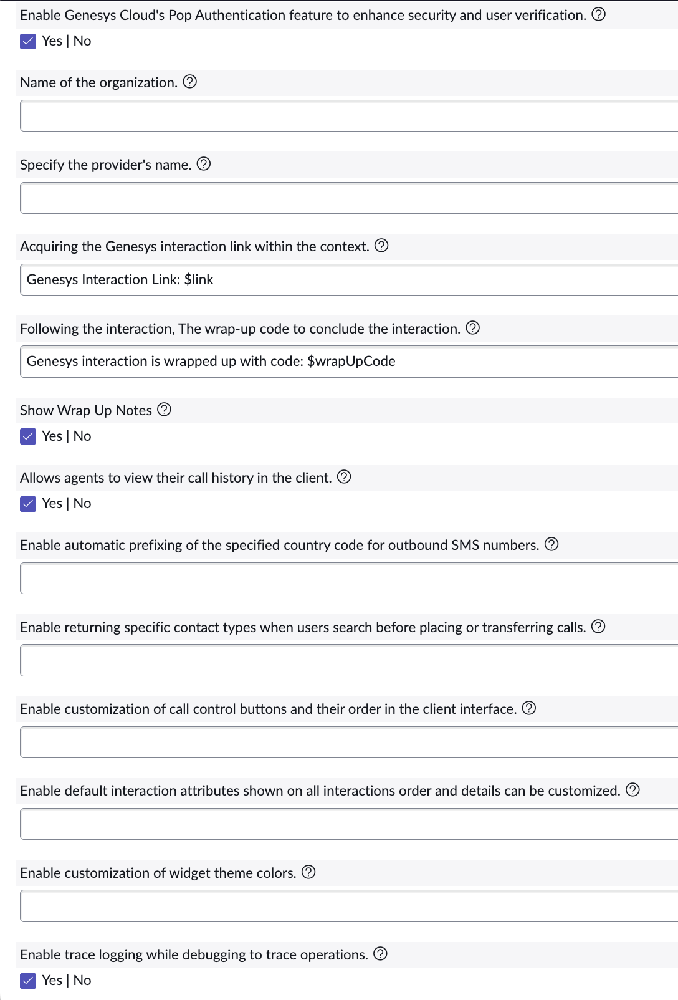 Enable Genesys Cloud's Pop Authentication feature to enhance security and user verification.
Yes | No
Name of the organization.
Specify the provider's name.
Acquiring the Genesys interaction link within the context.
Genesys Interaction Link: $link
Following the interaction, The wrap-up code to conclude the interaction.
Genesys interaction is wrapped up with code: $wrapUpCode
Show Wrap Up Notes
Yes | No
Allows agents to view their call history in the client.
Yes | No
Enable automatic prefixing of the specified country code for outbound SMS numbers.
Enable returning specific contact types when users search before placing or transferring calls.
Enable customization of call control buttons and their order in the client interface.
Enable default interaction attributes shown on all interactions order and details can be customized.
Enable customization of widget theme colors.
Enable trace logging while debugging to trace operations.
Yes | No